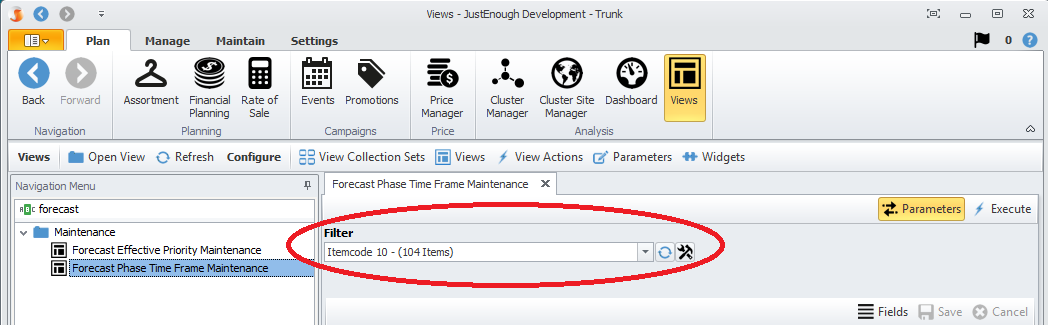 Views - JustEnough Development - Trunk
Plan Manage Maintain Settings 0 ?
Back Forward Assortment Financial Planning Rate of Sale Events Promotions Price Manager Cluster Manager Cluster Site Manager Dashboard Views
Navigation Planning Campaigns Price Analysis
Views Open View Refresh Configure View Collection Sets Views View Actions Parameters Widgets
Navigation Menu
Forecast Phase Time Frame Maintenance
ABC forecast
Parameters Execute
Maintenance
Filter
Forecast Effective Priority Maintenance
Itemcode 10 - (104 Items)
Forecast Phase Time Frame Maintenance
Fields Save Cancel